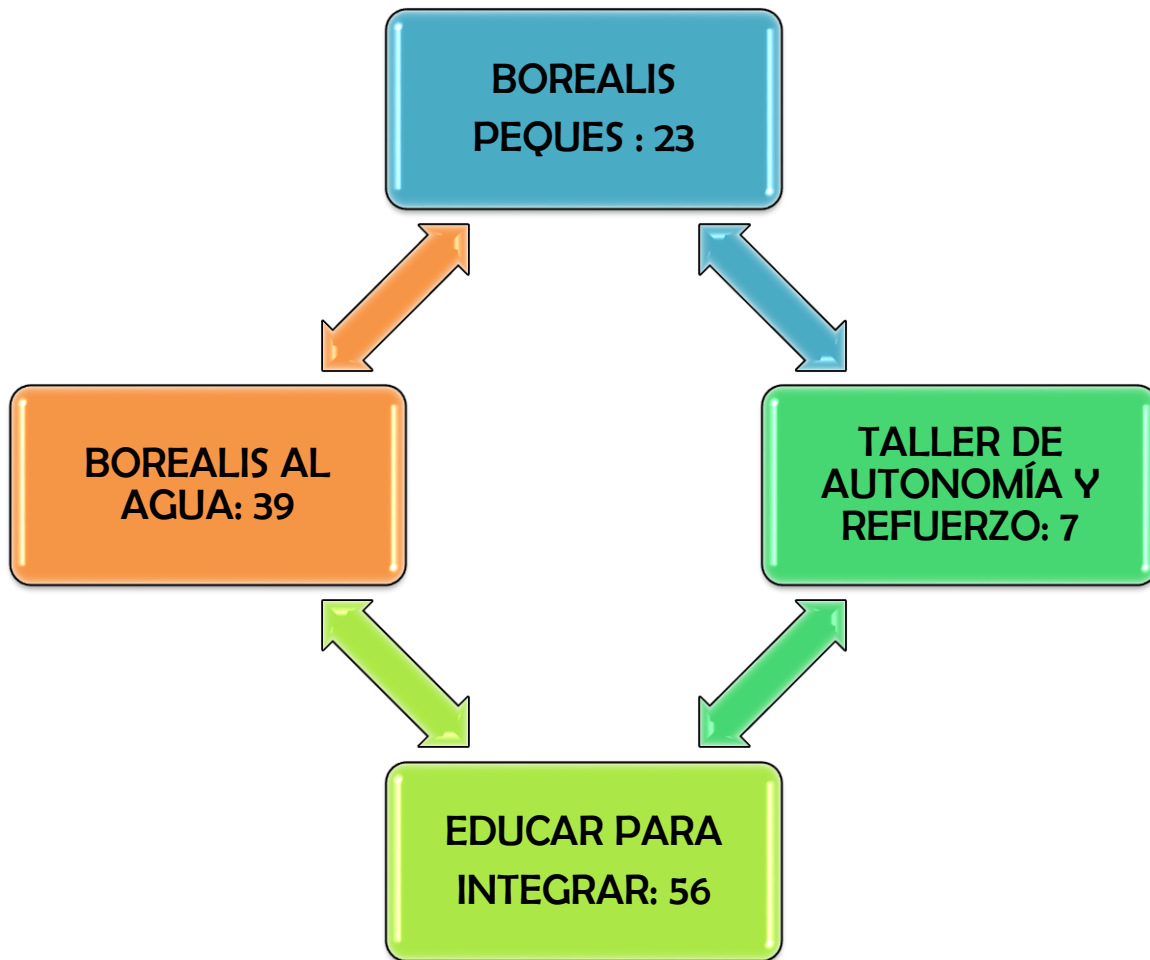 BOREALIS
PEQUES : 23
BOREALIS AL
AGUA: 39
TALLER DE
AUTONOMÍA Y
REFUERZO: 7
EDUCAR PARA
INTEGRAR: 56